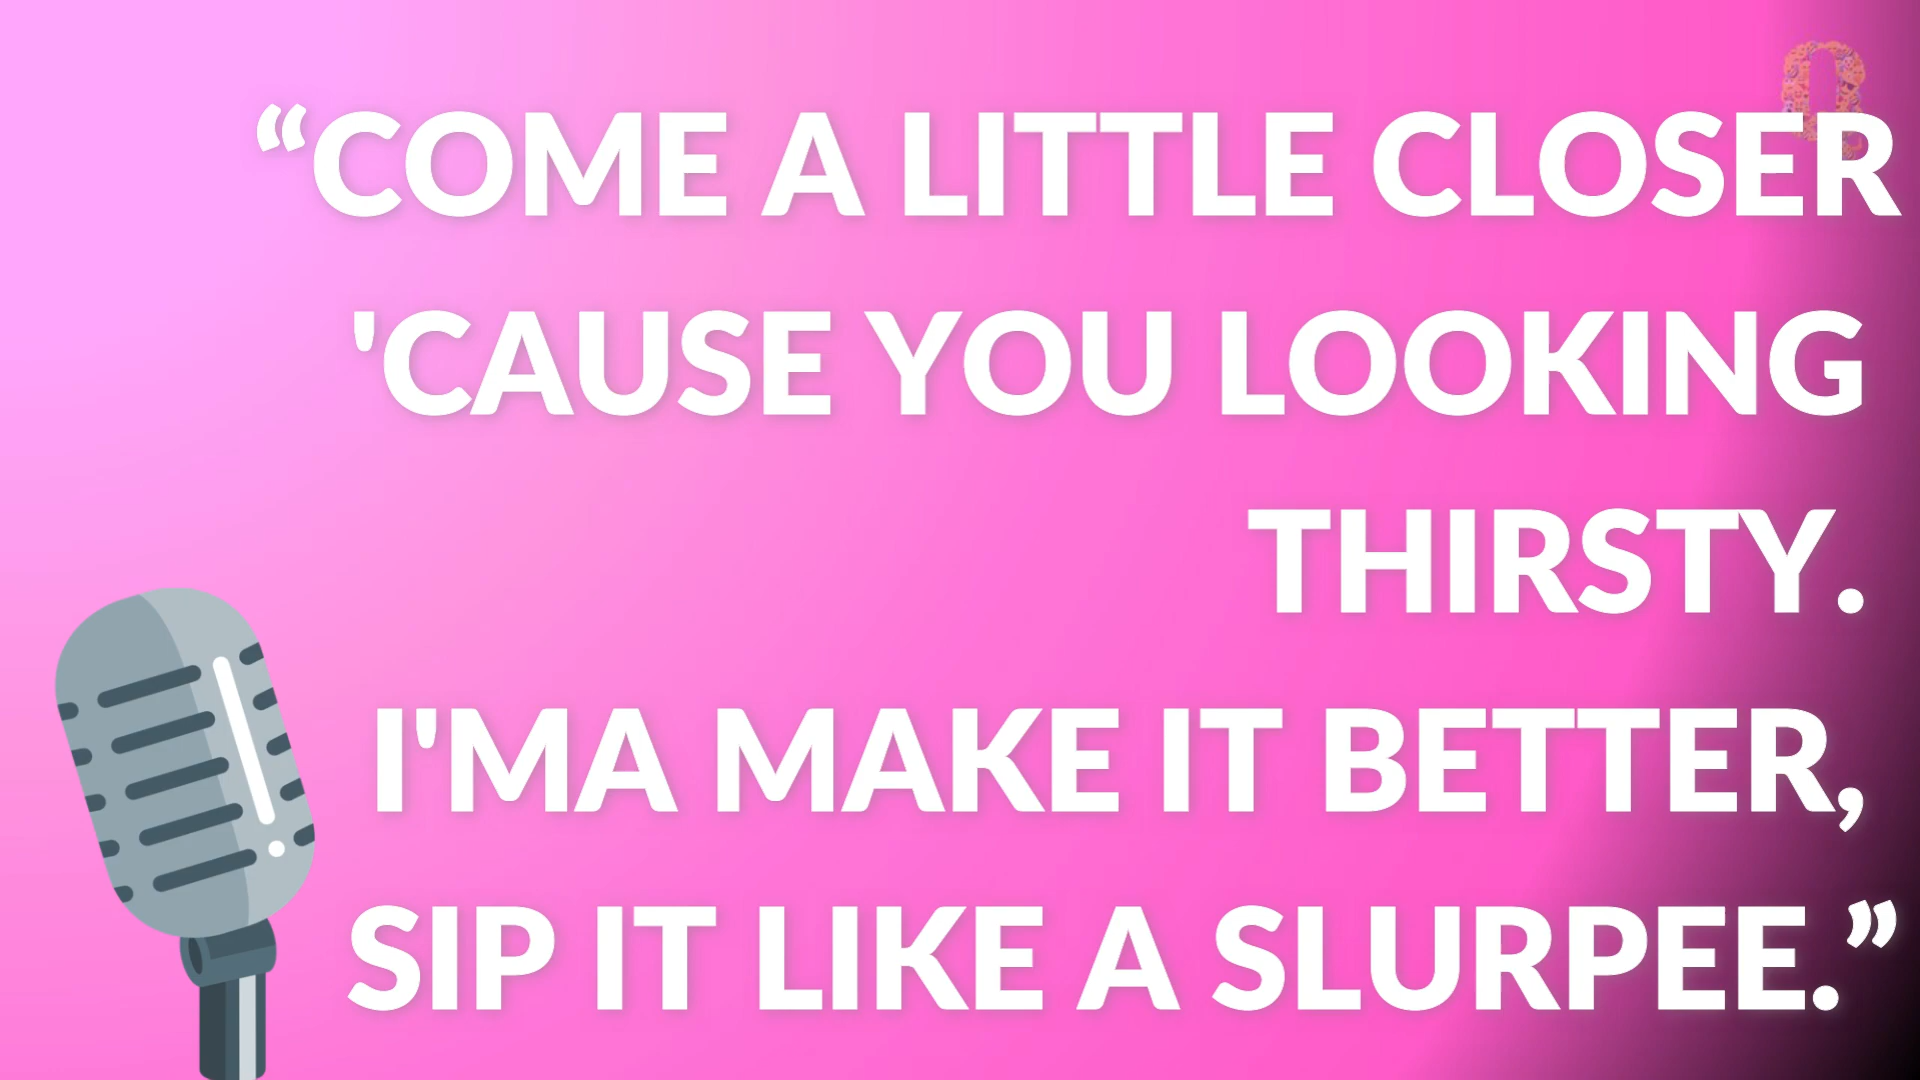 “COME A LITTLE CLOSER
'CAUSE YOU LOOKING
THIRSTY.
I'MA MAKE IT BETTER,
SIP IT LIKE A SLURPEE.”